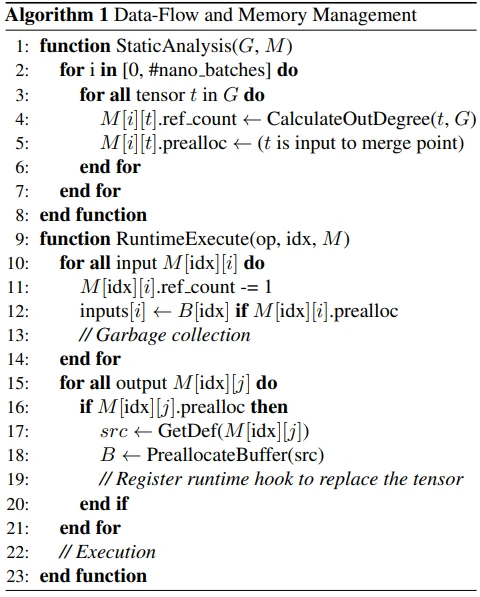 Algorithm 1 Data-Flow and Memory Management
1: function StaticAnalysis(G, M)
2: for i in [0, #nano_batches] do
3: for all tensor t in G do
4: M[i][t].ref_count ← CalculateOutDegree(t, G)
5: M[i][t].prealloc ← (t is input to merge point)
6: end for
7: end for
8: end function
9: function RuntimeExecute(op, idx, M)
10: for all input M[idx][i] do
11: M[idx][i].ref_count -= 1
12: inputs[i] ← B[idx] if M[idx][i].prealloc
13: // Garbage collection
14: end for
15: for all output M[idx][j] do
16: if M[idx][j].prealloc then
17: src ← GetDef(M[idx][j])
18: B ← PreallocateBuffer(src)
19: // Register runtime hook to replace the tensor
20: end if
21: end for
22: // Execution
23: end function